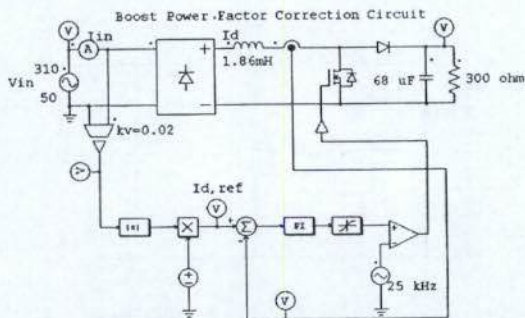 Boost Power Factor Correction Circuit
V
Iin
A
Id
V
310
Vin
50
1.86mH
68 uF
300 ohm
kv=0.02
V
Id,ref
V
|x|
PI
25 kHz
V